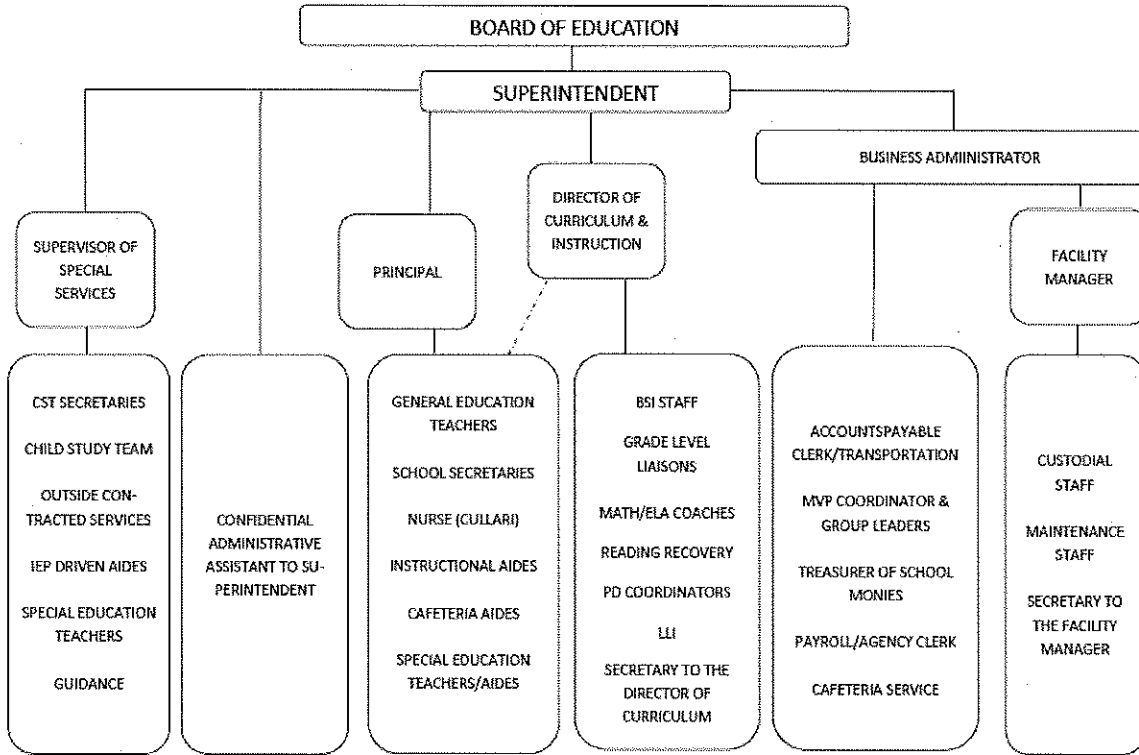 BOARD OF EDUCATION
SUPERINTENDENT
BUSINESS ADMIINISTRATOR
DIRECTOR OF
CURRICULUM &
INSTRUCTION
SUPERVISOR OF
SPECIAL
SERVICES
PRINCIPAL
FACILITY
MANAGER
CST SECRETARIES
CHILD STUDY TEAM
OUTSIDE CON-
TRACTED SERVICES
IEP DRIVEN AIDES
SPECIAL EDUCATION
TEACHERS
GUIDANCE
CONFIDENTIAL
ADMINISTRATIVE
ASSISTANT TO SU-
PERINTENDENT
GENERAL EDUCATION
TEACHERS
SCHOOL SECRETARIES
NURSE (CULLARI)
INSTRUCTIONAL AIDES
CAFETERIA AIDES
SPECIAL EDUCATION
TEACHERS/AIDES
BSI STAFF
GRADE LEVEL
LIAISONS
MATH/ELA COACHES
READING RECOVERY
PD COORDINATORS
LLI
SECRETARY TO THE
DIRECTOR OF
CURRICULUM
ACCOUNTSPAYABLE
CLERK/TRANSPORTATION
MVP COORDINATOR &
GROUP LEADERS
TREASURER OF SCHOOL
MONIES
PAYROLL/AGENCY CLERK
CAFETERIA SERVICE
CUSTODIAL
STAFF
MAINTENANCE
STAFF
SECRETARY TO
THE FACILITY
MANAGER